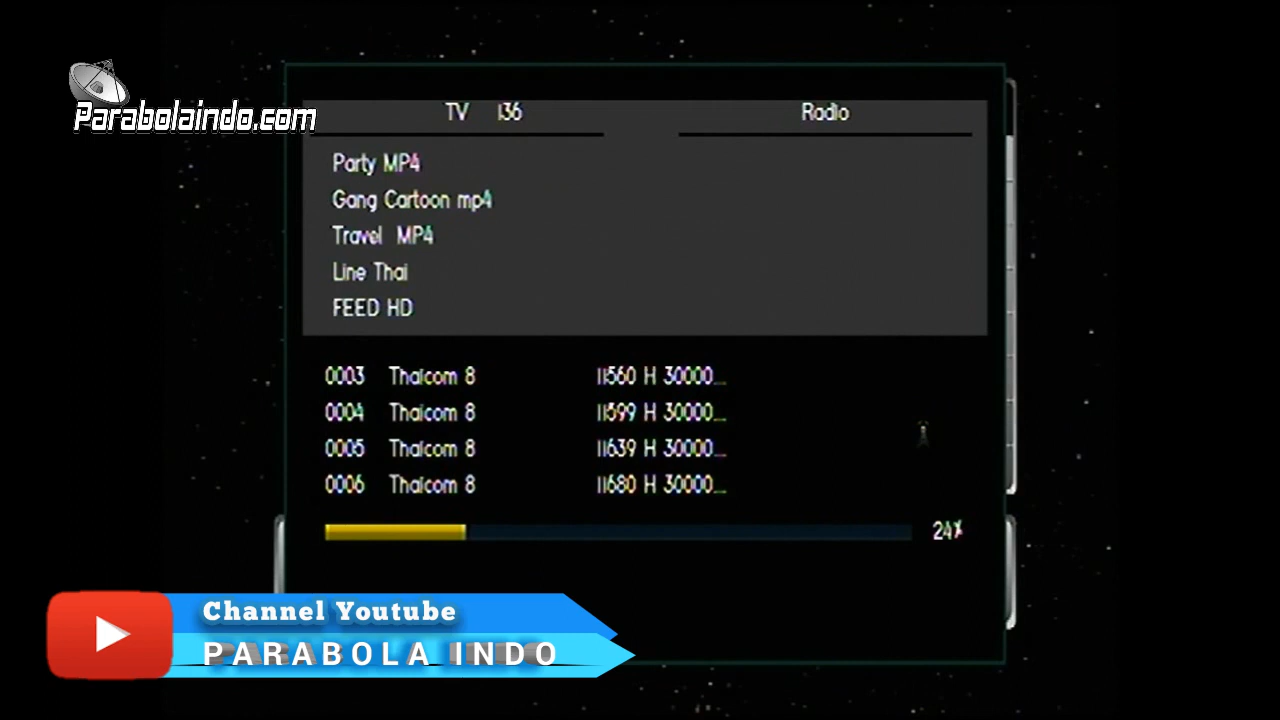 Parabolaindo.com
TV 136 Radio
Party MP4
Gang Cartoon mp4
Travel MP4
Line Thai
FEED HD
0003 Thaicom 8 11560 H 30000...
0004 Thaicom 8 11599 H 30000...
0005 Thaicom 8 11639 H 30000...
0006 Thaicom 8 11680 H 30000...
24%
Channel Youtube
PARABOLA INDO